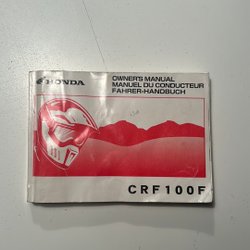 HONDA
OWNER'S MANUAL
MANUEL DU CONDUCTEUR
FAHRER-HANDBUCH
CRF100F